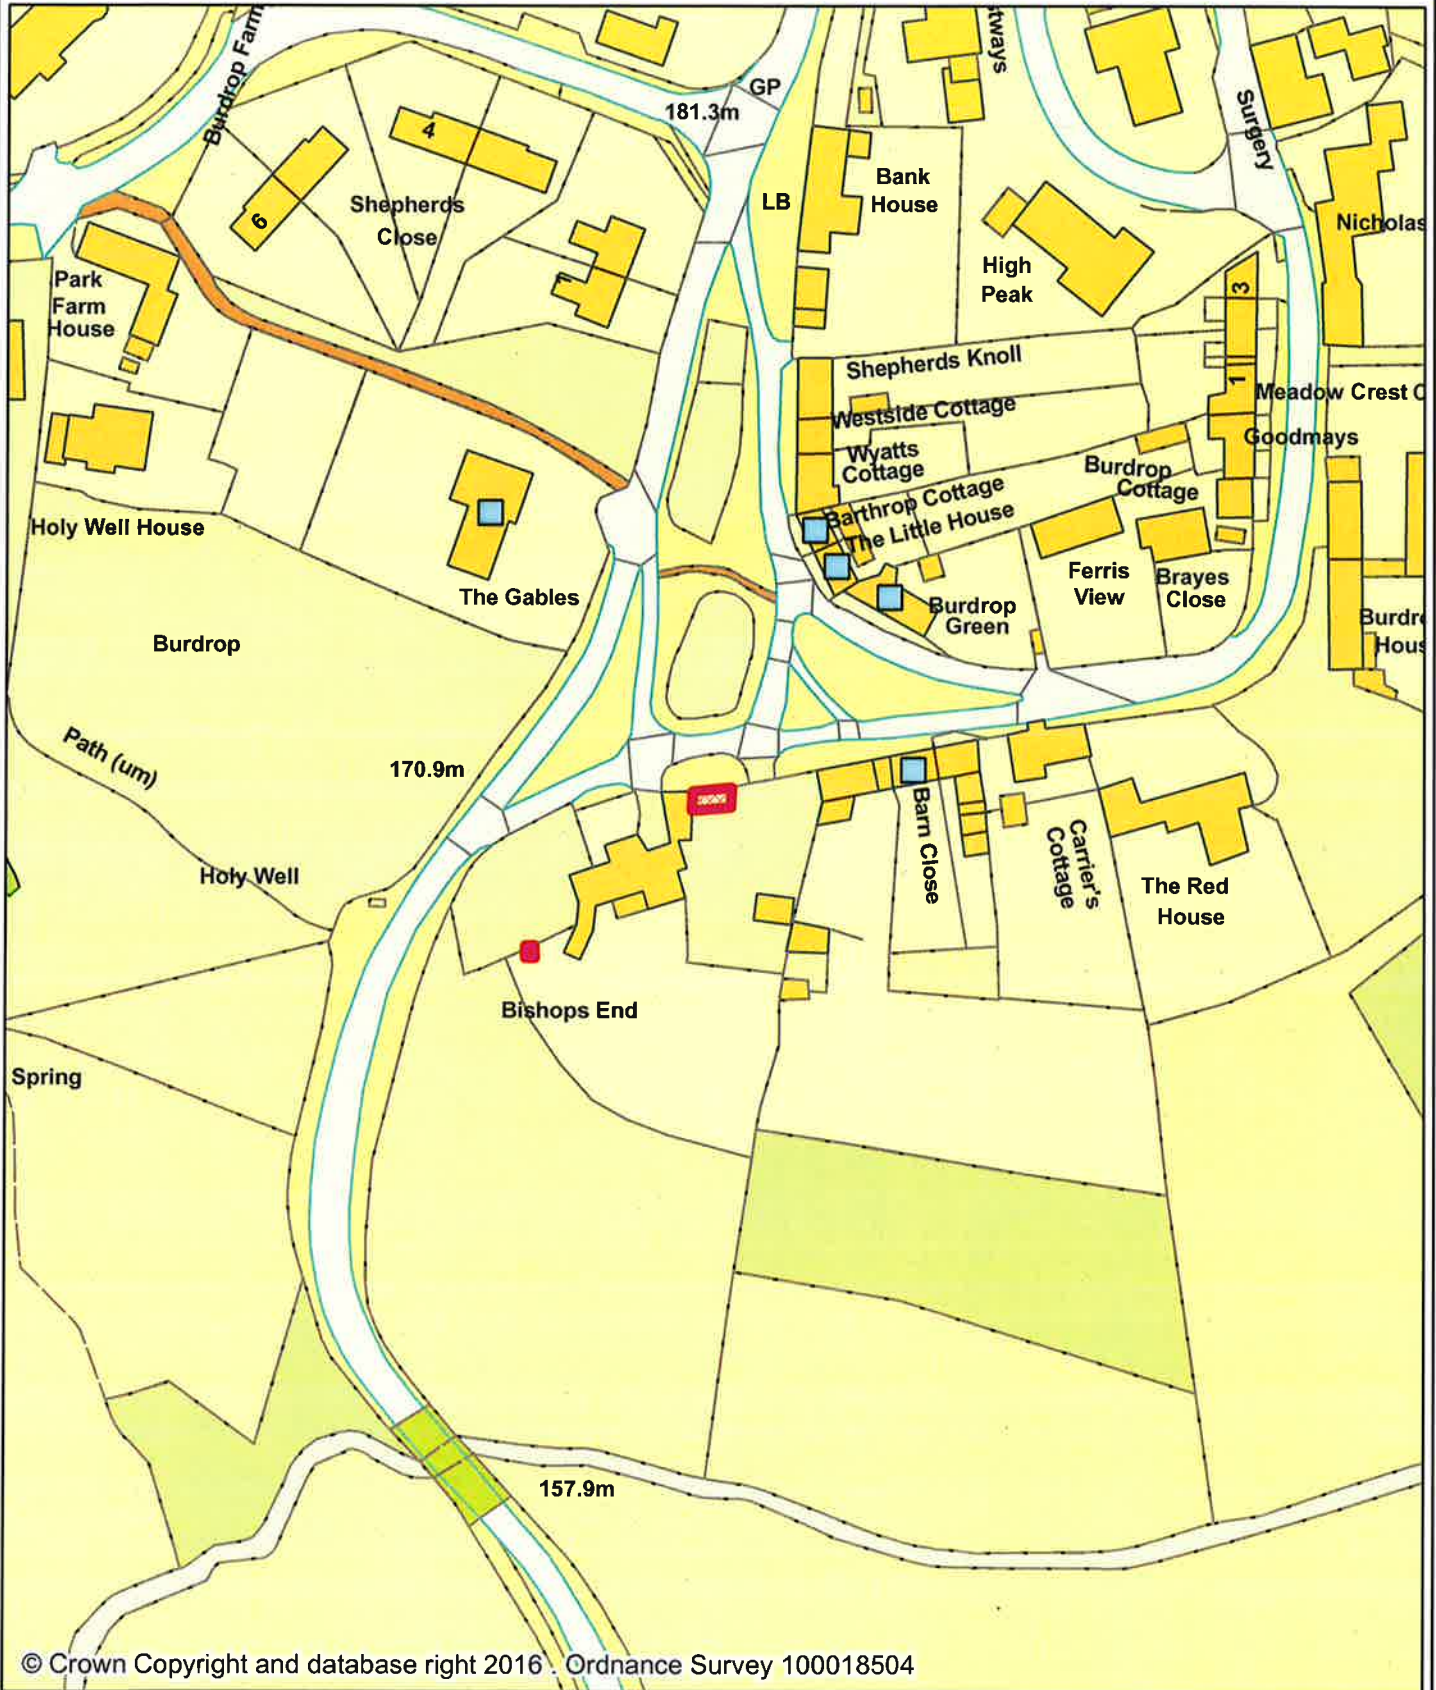 Burdrop Farm
stways
GP
181.3m
Surgery
4
6
Shepherds
Close
LB
Bank
House
Nicholas
High
Peak
Park
Farm
House
1
3
Shepherds Knoll
1
Meadow Crest C
Westside Cottage
Goodmays
Wyatts
Cottage
Burdrop
Cottage
Barthrop Cottage
The Little House
Holy Well House
Ferris
View
Brayes
Close
The Gables
Burdrop
Green
Burdro
Hous
Burdrop
Path (um)
170.9m
Barn Close
Carrier's
Cottage
Holy Well
The Red
House
Bishops End
Spring
157.9m
© Crown Copyright and database right 2016 . Ordnance Survey 100018504